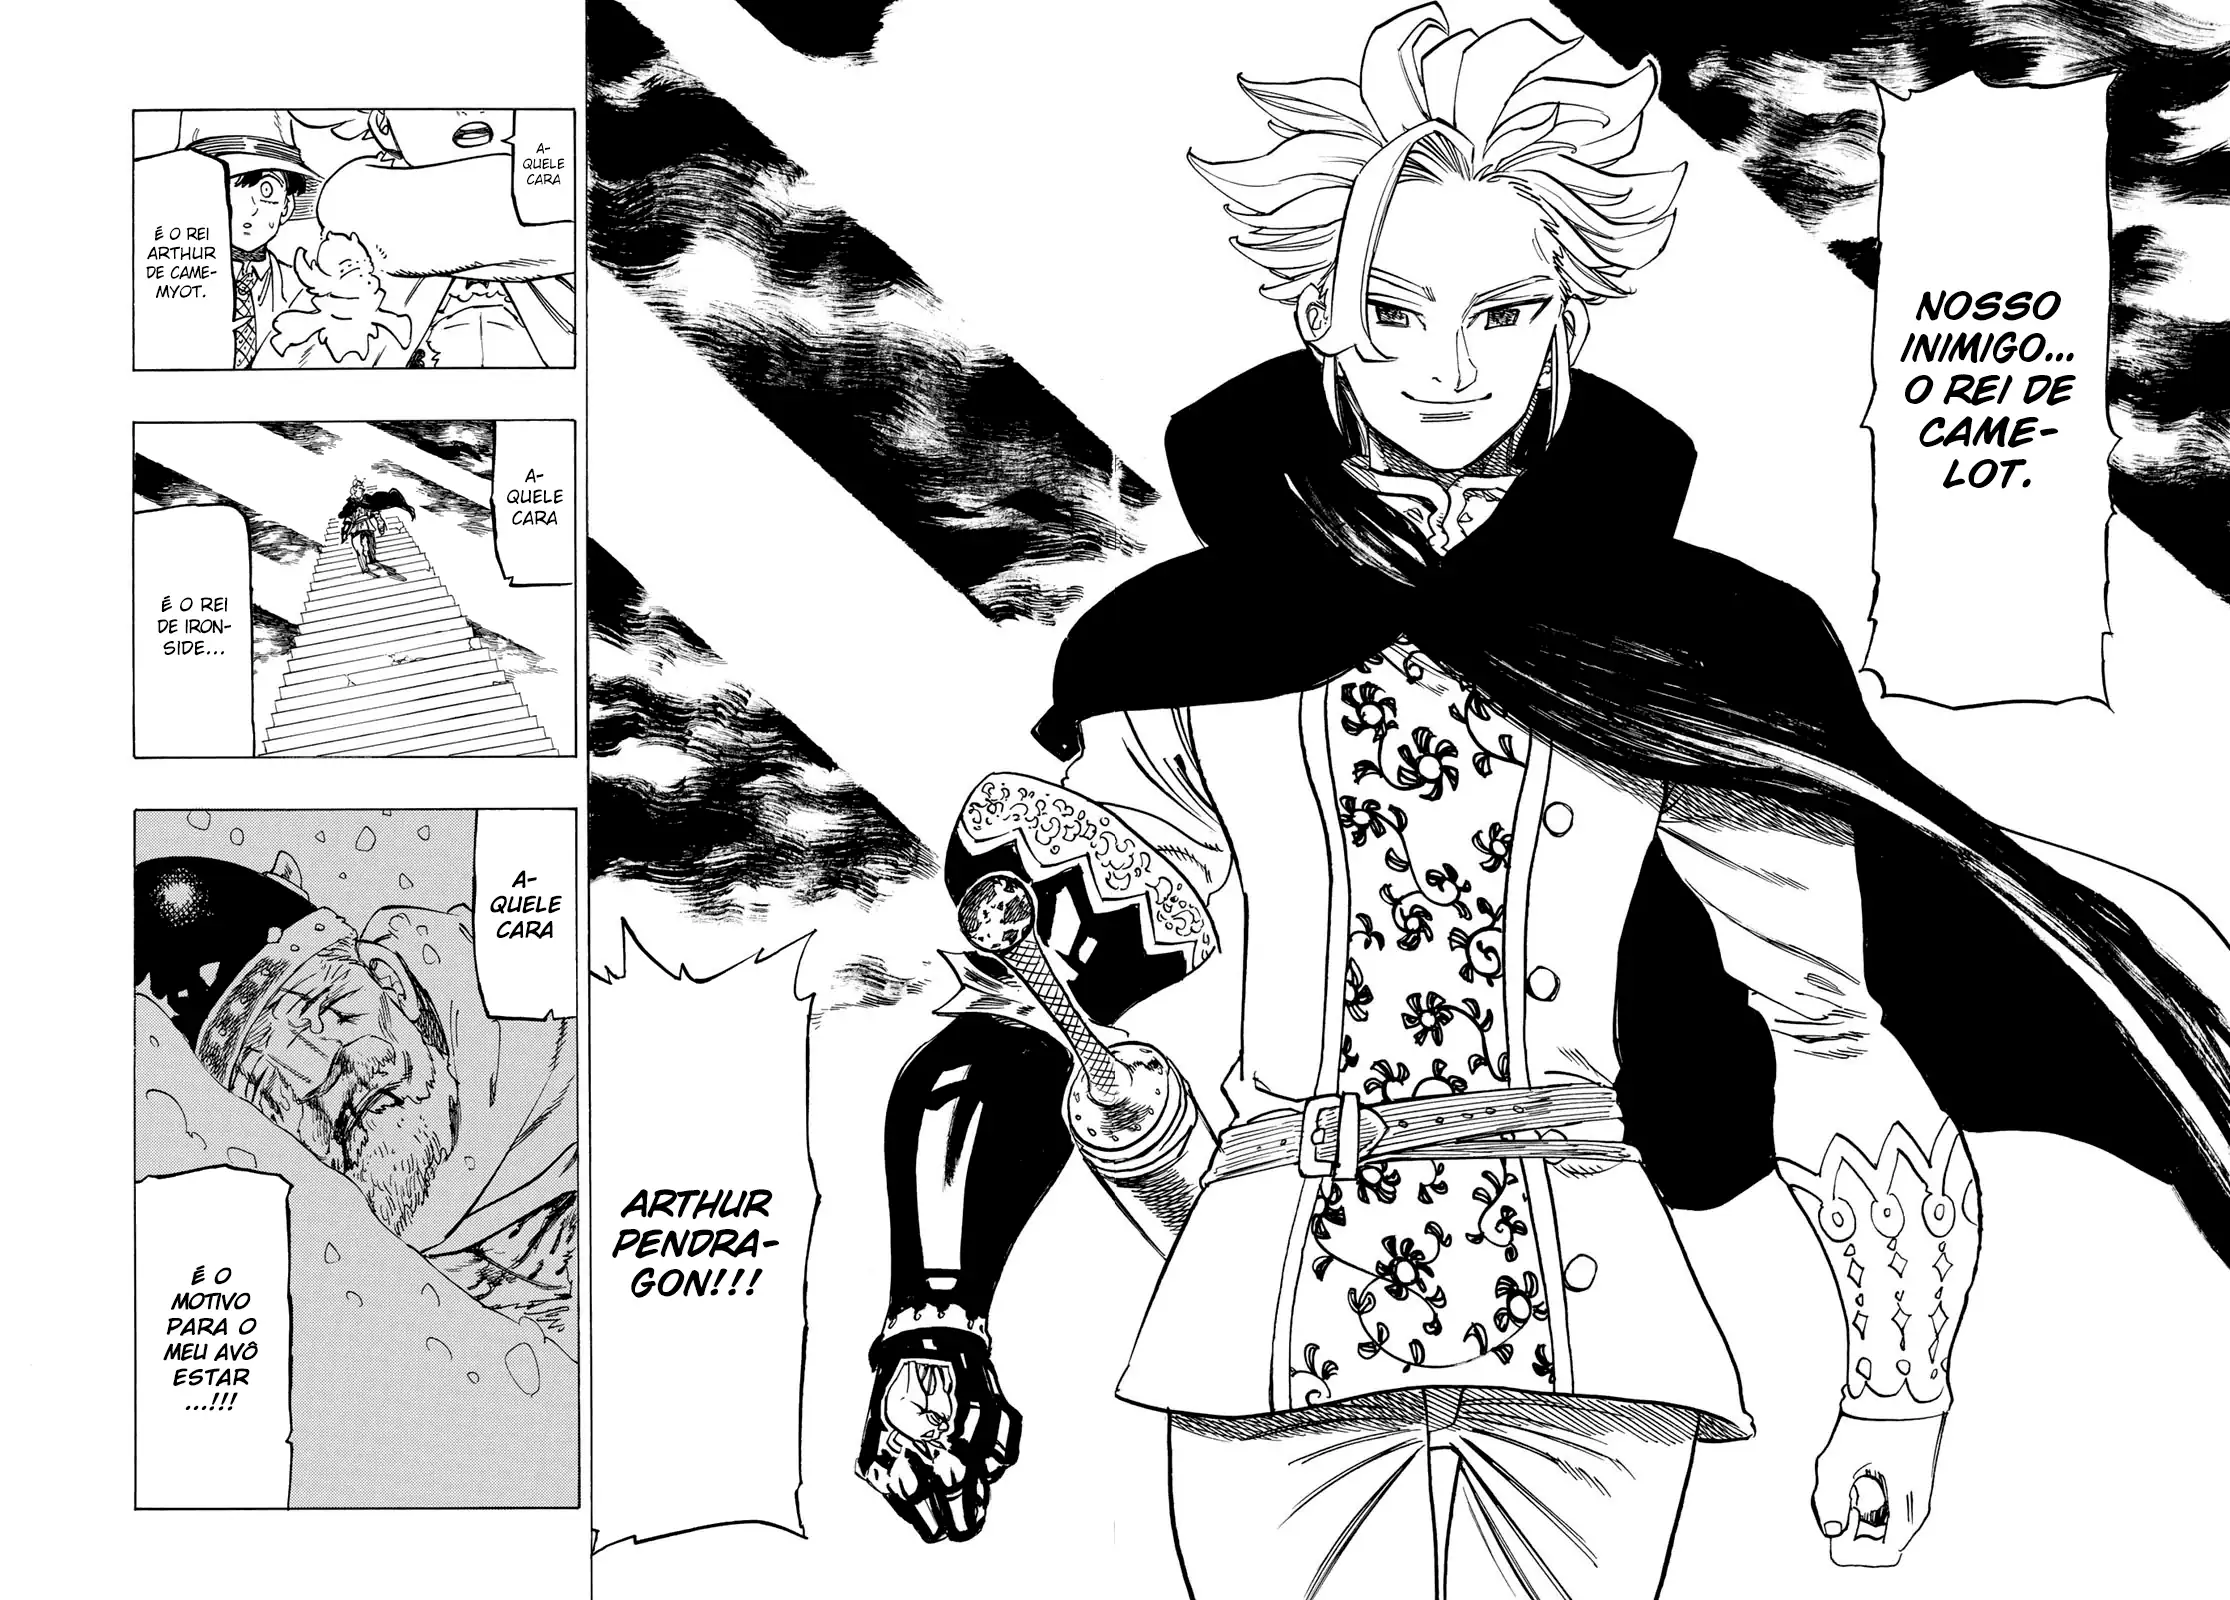 NOSSO
INIMIGO...
O REI DE
CAME-
LOT.
ARTHUR
PENDRA-
GON!!!
A-
QUELE
CARA
É O REI
ARTHUR
DE CAME-
MYOT.
A-
QUELE
CARA
É O REI
DE IRON-
SIDE...
A-
QUELE
CARA
É O
MOTIVO
PARA O
MEU AVÔ
ESTAR
...!!!